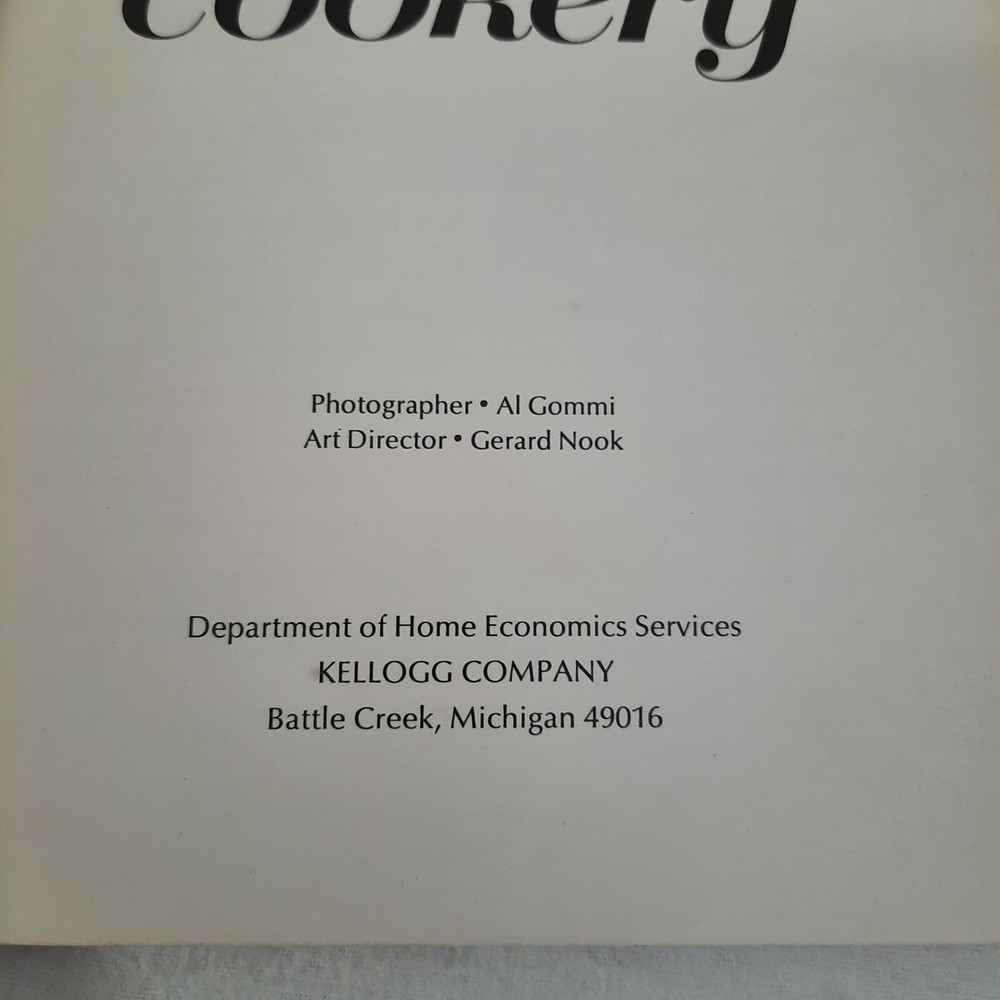 cookery
Photographer • Al Gommi
Art Director • Gerard Nook
Department of Home Economics Services
KELLOGG COMPANY
Battle Creek, Michigan 49016